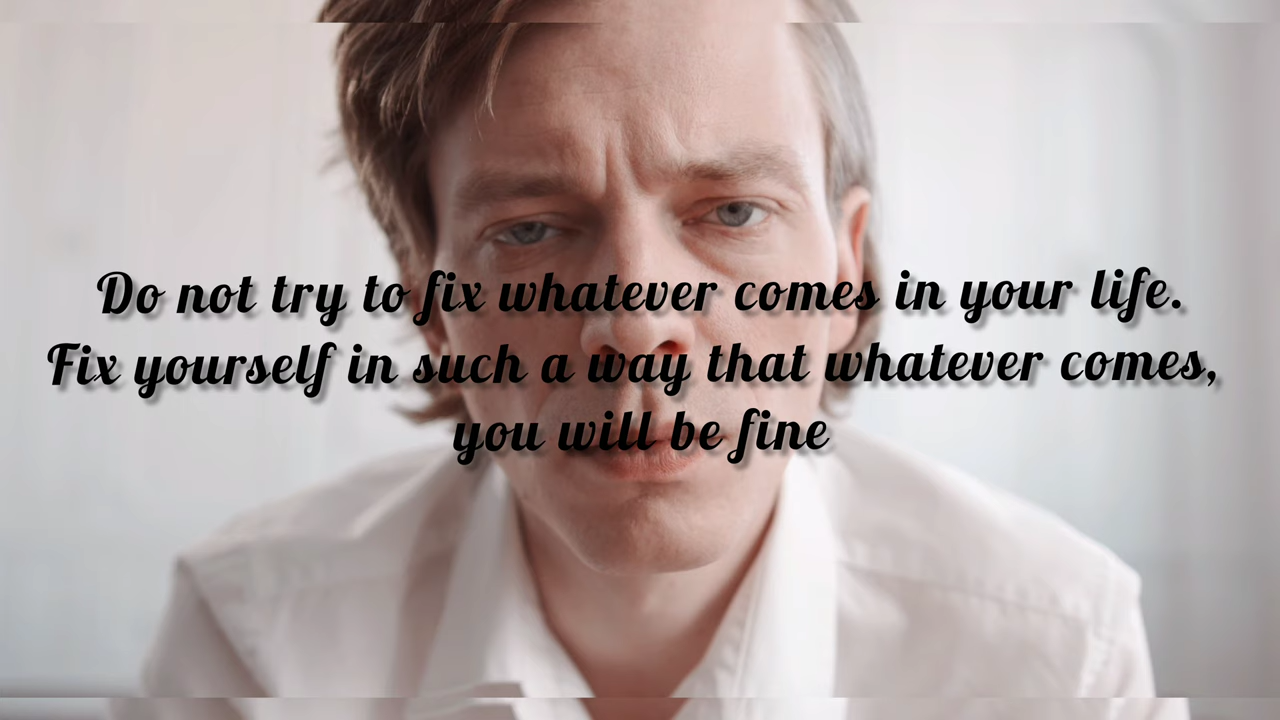 Do not try to fix whatever comes in your life.
Fix yourself in such a way that whatever comes,
you will be fine